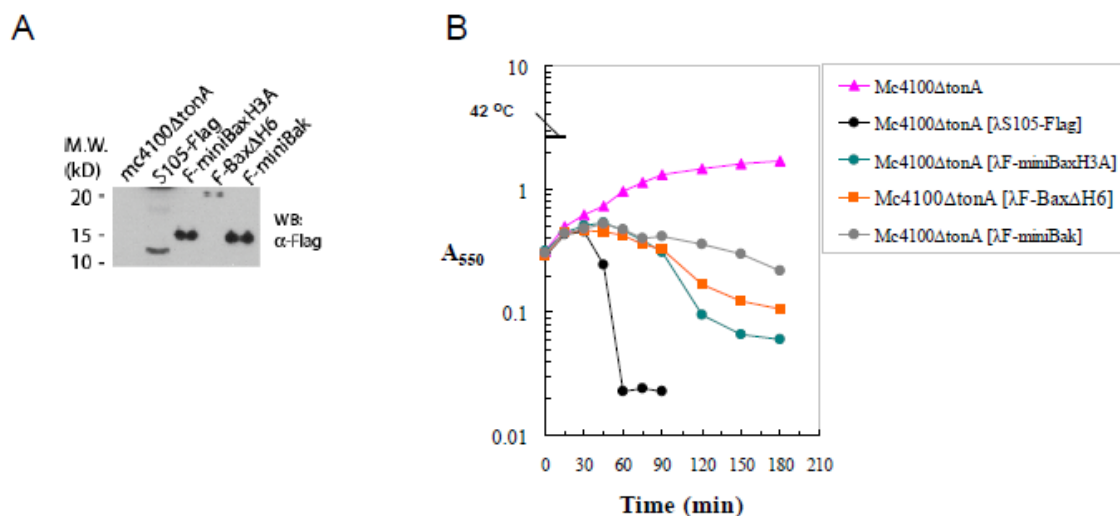 A
M.W.
(kD)
mc4100ΔtonA
S105-Flag
F-miniBaxH3A
F-BaxΔH6
F-miniBak
20 -
15 -
10 -
WB:
α-Flag
B
10
1
0.1
0.01
42 °C
A550
0 30 60 90 120 150 180 210
Time (min)
Mc4100ΔtonA
Mc4100ΔtonA [λS105-Flag]
Mc4100ΔtonA [λF-miniBaxH3A]
Mc4100ΔtonA [λF-BaxΔH6]
Mc4100ΔtonA [λF-miniBak]